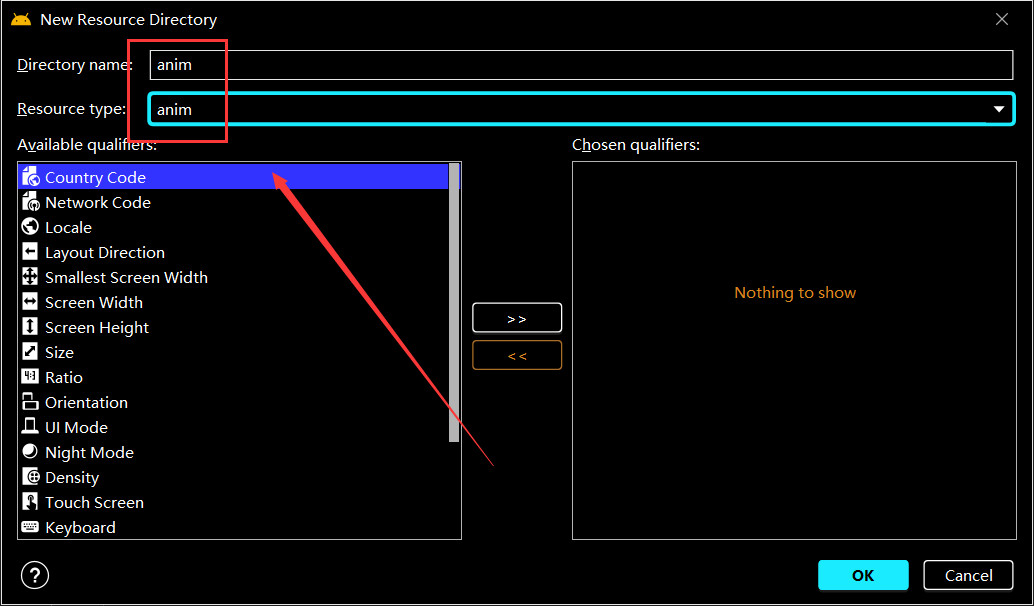 New Resource Directory
Directory name: anim
Resource type: anim
Available qualifiers:
Chosen qualifiers:
Country Code
Network Code
Locale
Layout Direction
Smallest Screen Width
Screen Width
Screen Height
Size
Ratio
Orientation
UI Mode
Night Mode
Density
Touch Screen
Keyboard
>>
<<
Nothing to show
?
OK
Cancel